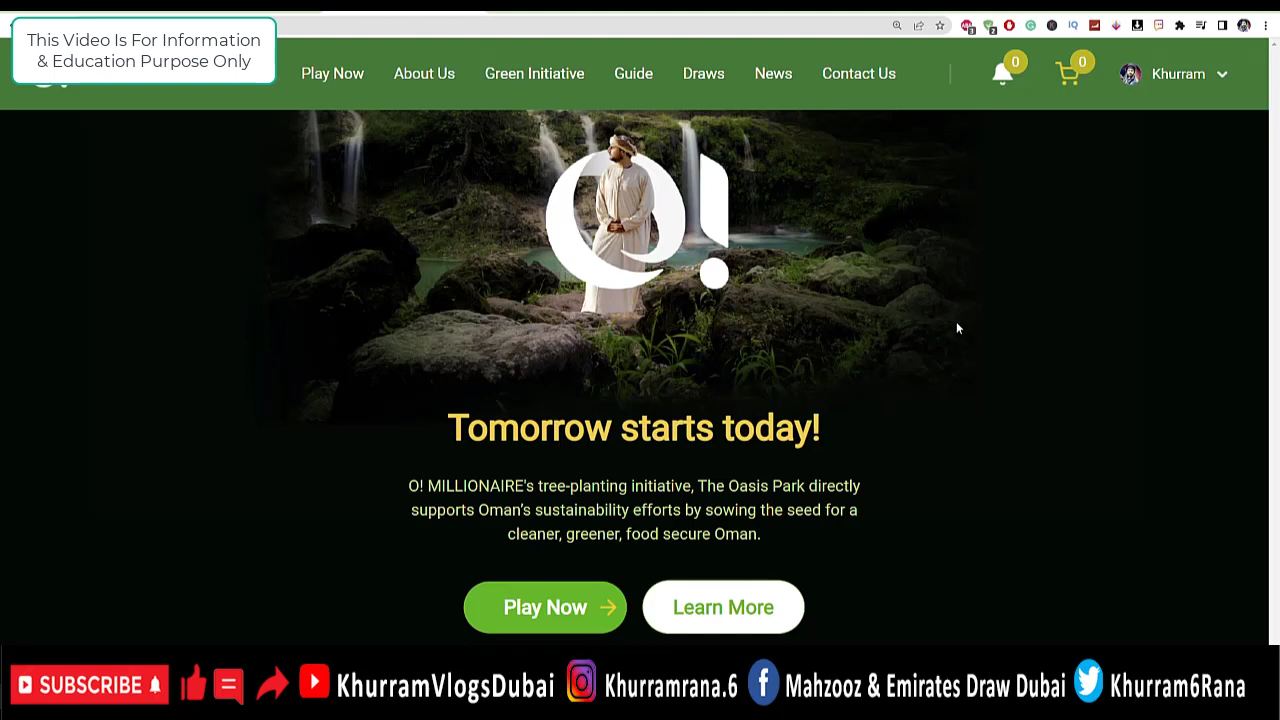 This Video Is For Information
& Education Purpose Only
Play Now
About Us
Green Initiative
Guide
Draws
News
Contact Us
0
0
Khurram
O!
Tomorrow starts today!
O! MILLIONAIRE's tree-planting initiative, The Oasis Park directly
supports Oman's sustainability efforts by sowing the seed for a
cleaner, greener, food secure Oman.
Play Now
Learn More
SUBSCRIBE
KhurramVlogsDubai
Khurramrana.6
Mahzooz & Emirates Draw Dubai
Khurram6Rana